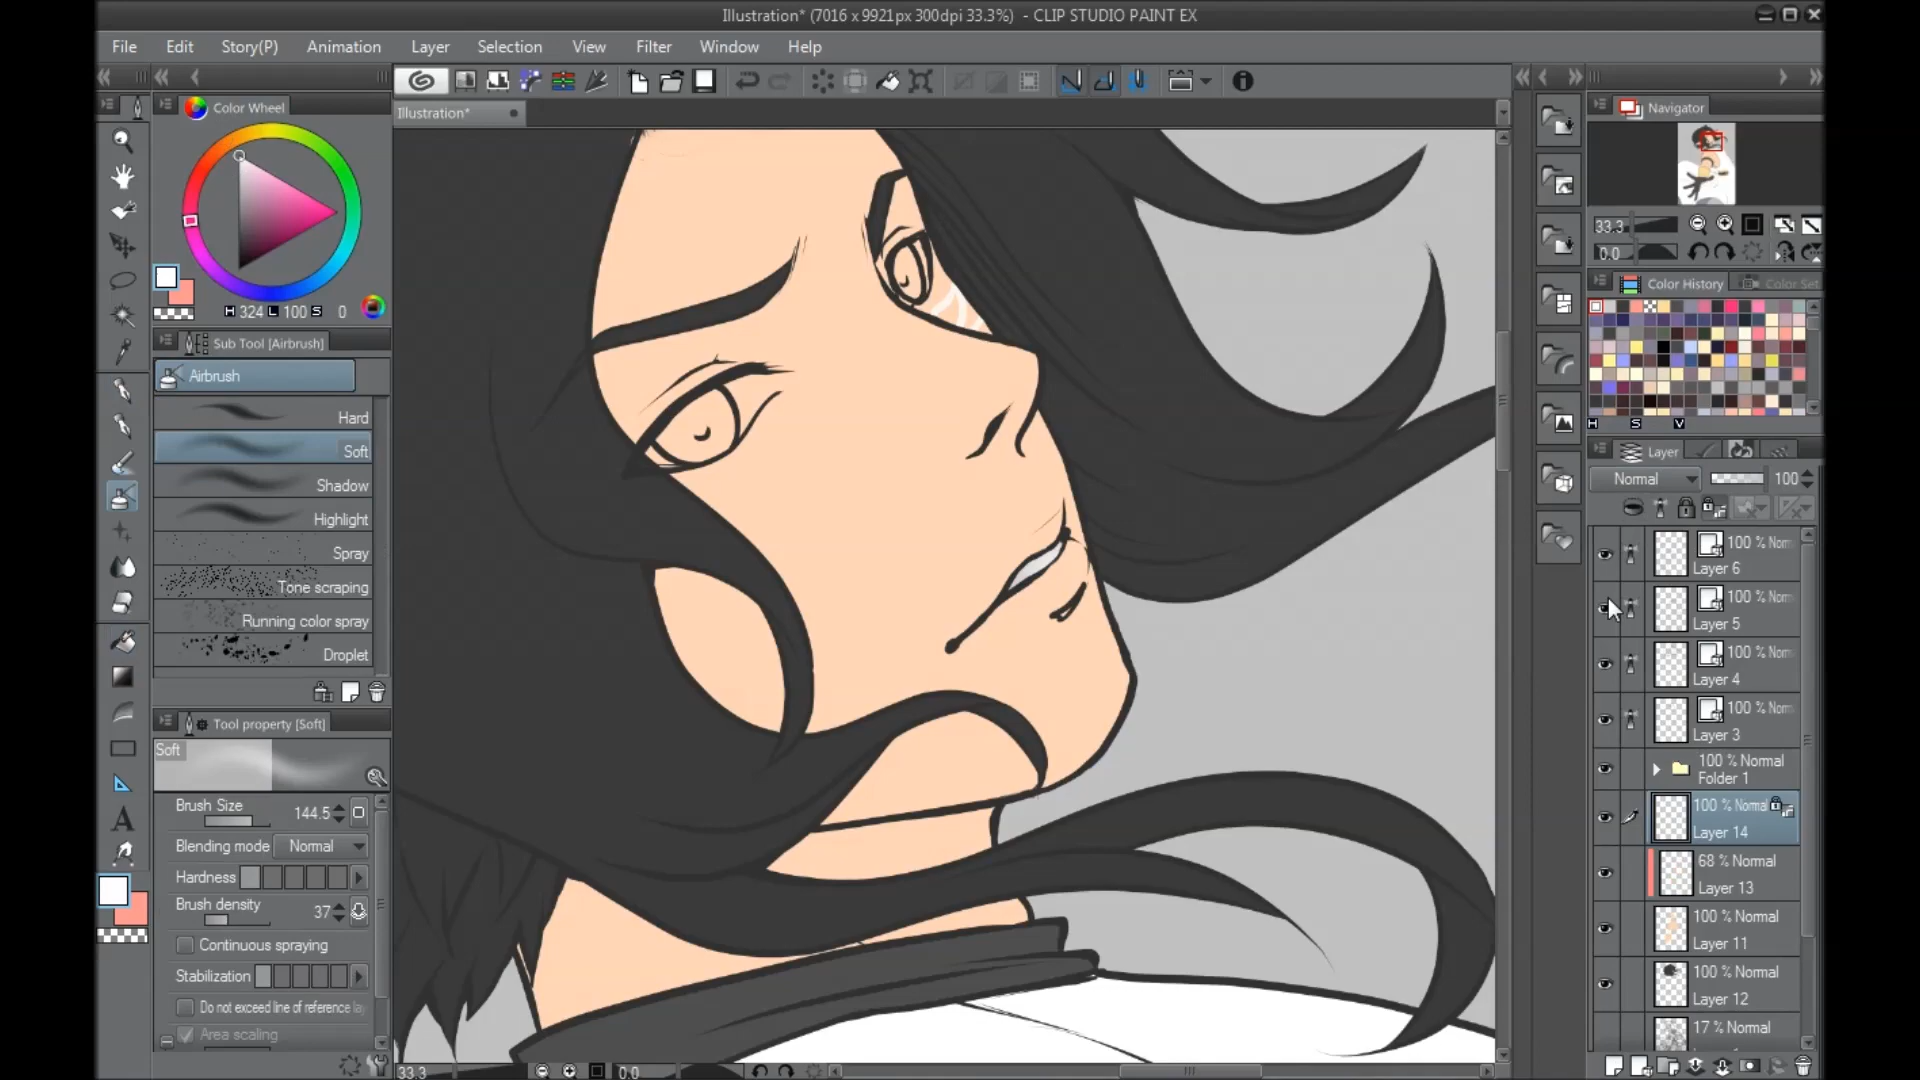 Illustration* (7016 x 9921px 300dpi 33.3%) - CLIP STUDIO PAINT EX
File Edit Story(P) Animation Layer Selection View Filter Window Help
Color Wheel
Illustration*
Navigator
33.3
0.0
H 324 L 100 S 0
Color History
Color Set
Sub Tool [Airbrush]
Airbrush
Hard
Soft
Shadow
Highlight
Spray
Tone scraping
Running color spray
Droplet
H S V
Layer
Normal 100
100 % Norm
Layer 6
100 % Norm
Layer 5
100 % Norm
Layer 4
100 % Norm
Layer 3
100 % Normal
Folder 1
100 % Normal
Layer 14
68 % Normal
Layer 13
100 % Normal
Layer 11
100 % Normal
Layer 12
17 % Normal
Tool property [Soft]
Soft
Brush Size 144.5
Blending mode Normal
Hardness
Brush density 37
Continuous spraying
Stabilization
Do not exceed line of reference la
Area scaling
33.3 0.0